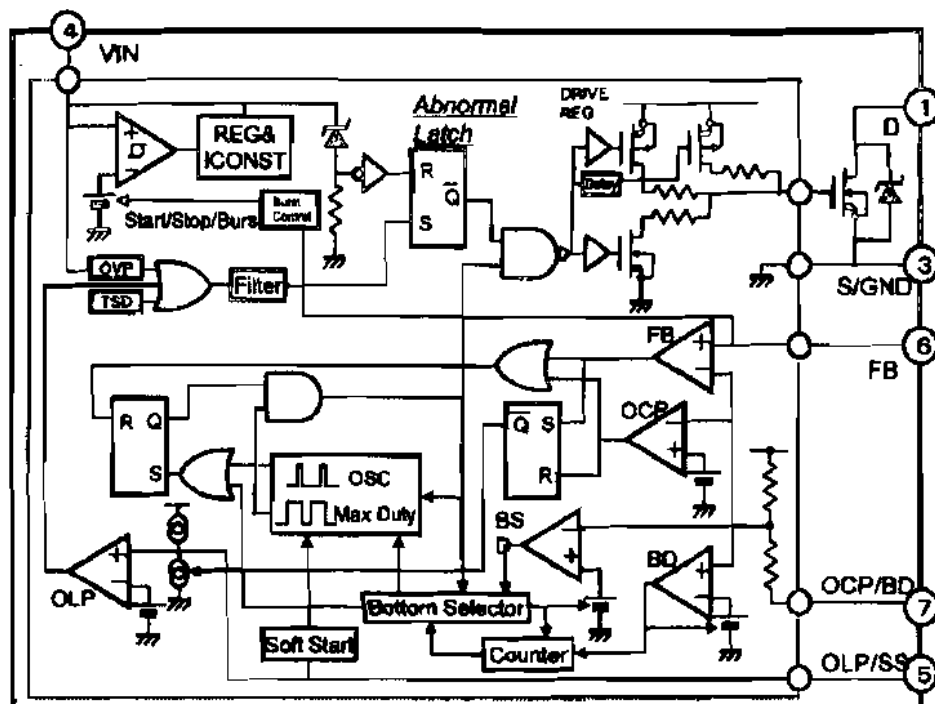 4
VIN
1
D
DRIVE
REG
Abnormal
Latch
REG&
ICONST
R
Q
S
Delay
Start/Stop/Burs
Burst
Control
OVP
TSD
Filter
3
S/GND
6
FB
FB
R Q
S
Q S
R
OCP
OSC
Max Duty
BS
BD
OLP
Bottom Selector
OCP/BD
7
Soft Start
Counter
OLP/SS
5